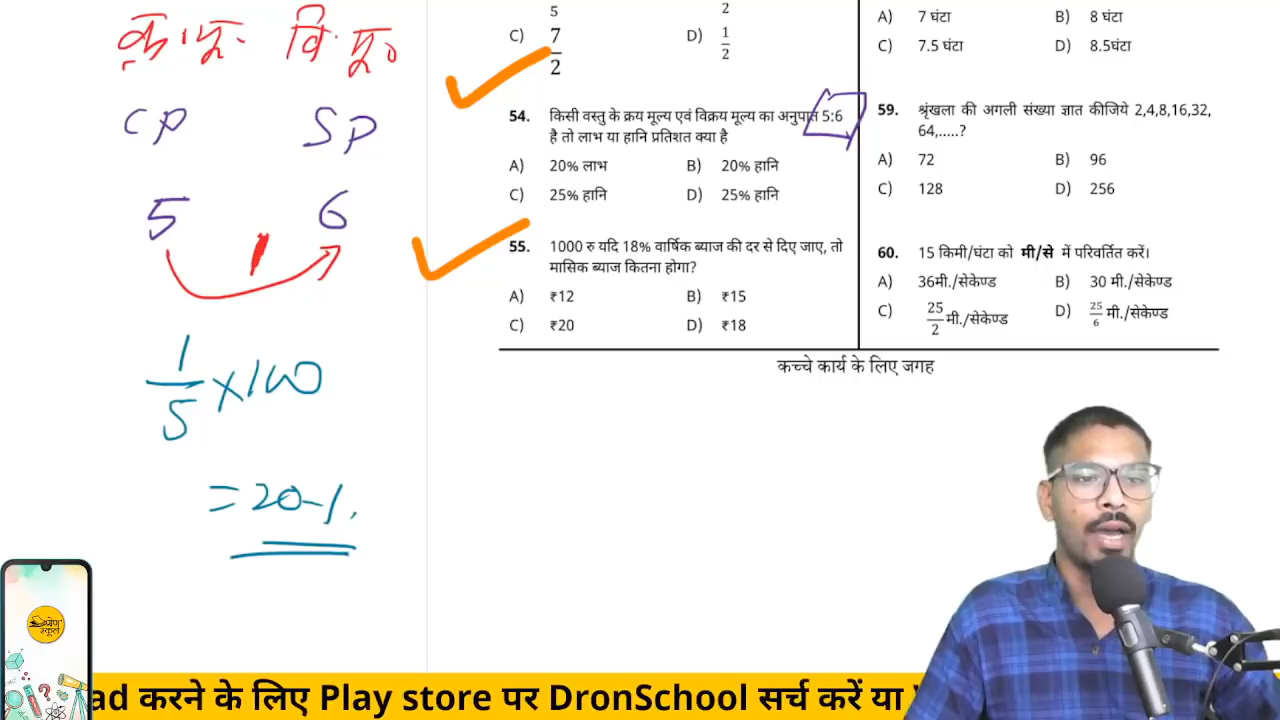 क्र. मू. वि. मू०
CP SP
5 6
1
1/5 × 100
= 20-1.
5
C) 7/2
2
D) 1/2
54. किसी वस्तु के क्रय मूल्य एवं विक्रय मूल्य का अनुपात 5:6
है तो लाभ या हानि प्रतिशत क्या है
A) 20% लाभ B) 20% हानि
C) 25% हानि D) 25% हानि
55. 1000 रु यदि 18% वार्षिक ब्याज की दर से दिए जाए, तो
मासिक ब्याज कितना होगा?
A) ₹12 B) ₹15
C) ₹20 D) ₹18
A) 7 घंटा B) 8 घंटा
C) 7.5 घंटा D) 8.5घंटा
59. श्रृंखला की अगली संख्या ज्ञात कीजिये 2,4,8,16,32,
64,.....?
A) 72 B) 96
C) 128 D) 256
60. 15 किमी/घंटा को मी/से में परिवर्तित करें।
A) 36मी./सेकेण्ड B) 30 मी./सेकेण्ड
C) 25/2 मी./सेकेण्ड D) 25/6 मी./सेकेण्ड
कच्चे कार्य के लिए जगह
स्कूल
ad करने के लिए Play store पर DronSchool सर्च करें या